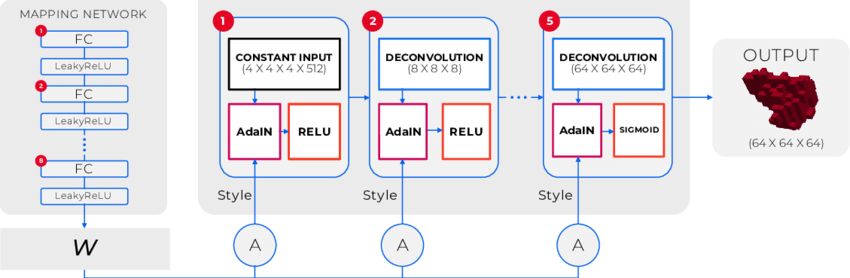 MAPPING NETWORK
1
FC
LeakyReLU
2
FC
LeakyReLU
8
FC
LeakyReLU
W
1
CONSTANT INPUT
(4 X 4 X 4 X 512)
AdaIN
RELU
Style
A
2
DECONVOLUTION
(8 X 8 X 8)
AdaIN
RELU
Style
A
5
DECONVOLUTION
(64 X 64 X 64)
AdaIN
SIGMOID
Style
A
OUTPUT
(64 X 64 X 64)